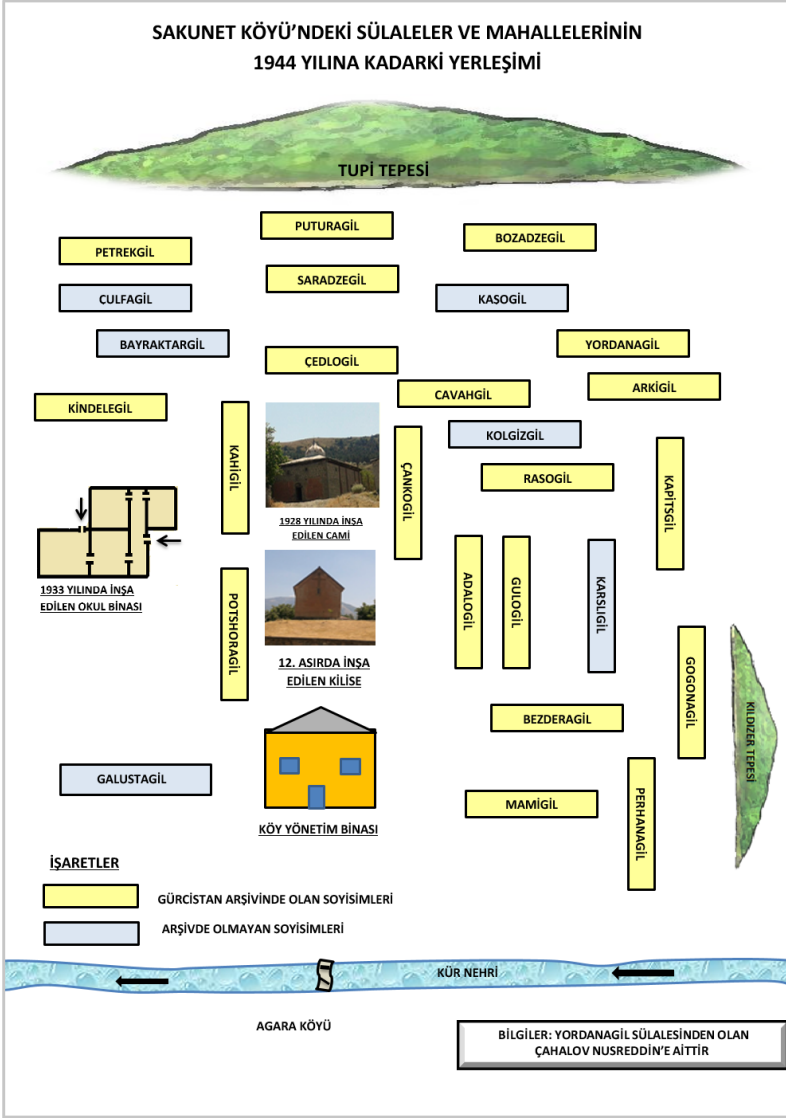 SAKUNET KÖYÜ'NDEKİ SÜLALELER VE MAHALLELERİNİN
1944 YILINA KADARKİ YERLEŞİMİ
TUPİ TEPESİ
PUTURAGİL
BOZADZEGİL
PETREKGİL
SARADZEGİL
CULFAGİL
KAŞOGİL
BAYRAKTARGİL
YORDANAGİL
ÇEDLOGİL
ARKİGİL
CAVAHGİL
KİNDELEGİL
KOLGİZGİL
KAHİGİL
ÇANKOGİL
RASOGİL
KAPİTSGİL
1928 YILINDA İNŞA
EDİLEN CAMİ
1933 YILINDA İNŞA
EDİLEN OKUL BİNASI
POTSHORAGİL
ADALOGİL
GULOGİL
KARSLIGİL
12. ASIRDA İNŞA
EDİLEN KİLİSE
GOGONAGİL
BEZDERAGİL
KILDIZER TEPESİ
GALUSTAGİL
MAMİGİL
PERHANAGİL
KÖY YÖNETİM BİNASI
İŞARETLER
GÜRCİSTAN ARŞİVİNDE OLAN SOYİSİMLERİ
ARŞİVDE OLMAYAN SOYİSİMLERİ
KÜR NEHRİ
AGARA KÖYÜ
BİLGİLER: YORDANAGİL SÜLALESİNDEN OLAN
ÇAHALOV NUSREDDİN'E AİTTİR